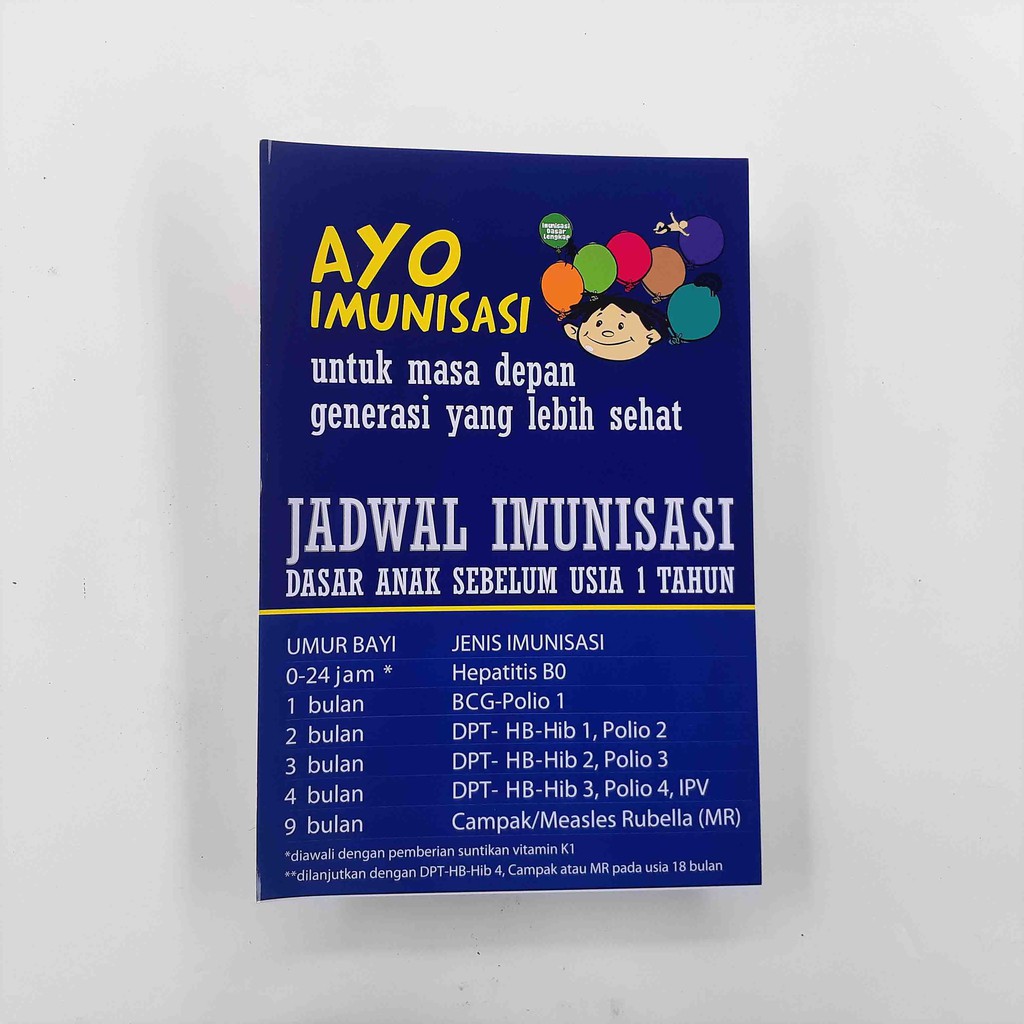 AYO
IMUNISASI
Imunisasi
Dasar
Lengkap
untuk masa depan
generasi yang lebih sehat
JADWAL IMUNISASI
DASAR ANAK SEBELUM USIA 1 TAHUN
UMUR BAYI JENIS IMUNISASI
0-24 jam * Hepatitis B0
1 bulan BCG-Polio 1
2 bulan DPT- HB-Hib 1, Polio 2
3 bulan DPT- HB-Hib 2, Polio 3
4 bulan DPT- HB-Hib 3, Polio 4, IPV
9 bulan Campak/Measles Rubella (MR)
*diawali dengan pemberian suntikan vitamin K1
**dilanjutkan dengan DPT-HB-Hib 4, Campak atau MR pada usia 18 bulan